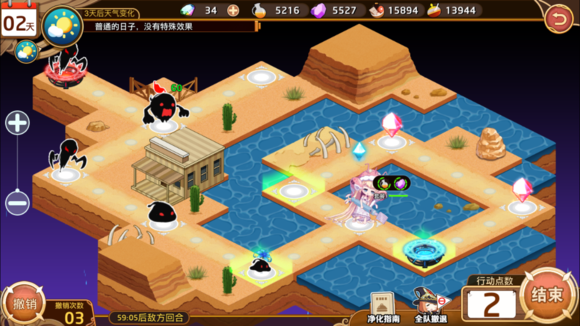 02天
3天后天气变化
普通的日子，没有特殊效果
34
5216
5527
15894
13944
撤销
撤销次数
03
59:05后敌方回合
净化指南
全队撤退
行动点数
2
结束